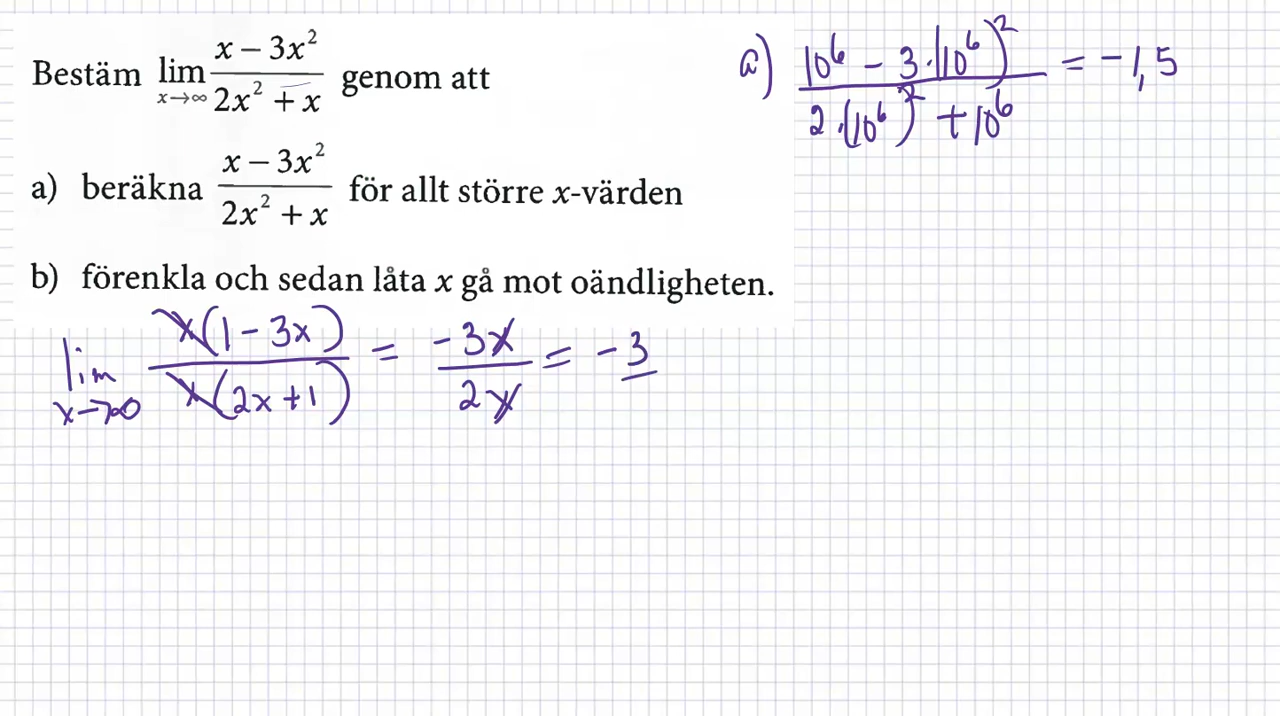 Bestäm lim x→∞ (x − 3x²)/(2x² + x) genom att
a) beräkna (x − 3x²)/(2x² + x) för allt större x-värden
b) förenkla och sedan låta x gå mot oändligheten.
a) (10⁶ − 3·(10⁶)²)/(2·(10⁶)² + 10⁶) = −1,5
lim x→∞ x(1 − 3x)/x(2x + 1) = −3x/2x = −3